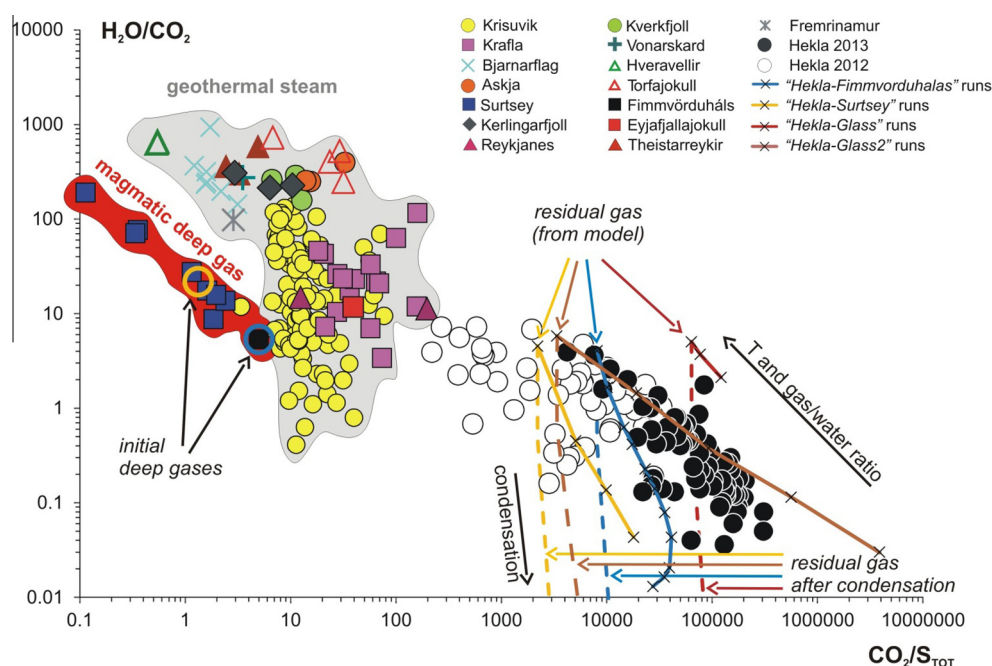 H₂O/CO₂
10000
1000
100
10
1
0.1
0.01
0.1
1
10
100
1000
10000
100000
1000000
10000000
CO₂/S_TOT
Krisuvik
Krafla
Bjarnarflag
Askja
Surtsey
Kerlingarfjoll
Reykjanes
Kverkfjoll
Vonarskard
Hveravellir
Torfajokull
Fimmvörduháls
Eyjafjallajokull
Theistarreykir
Fremrinamur
Hekla 2013
Hekla 2012
"Hekla-Fimmvorduhalas" runs
"Hekla-Surtsey" runs
"Hekla-Glass" runs
"Hekla-Glass2" runs
geothermal steam
magmatic deep gas
initial
deep gases
residual gas
(from model)
T and gas/water ratio
condensation
residual gas
after condensation